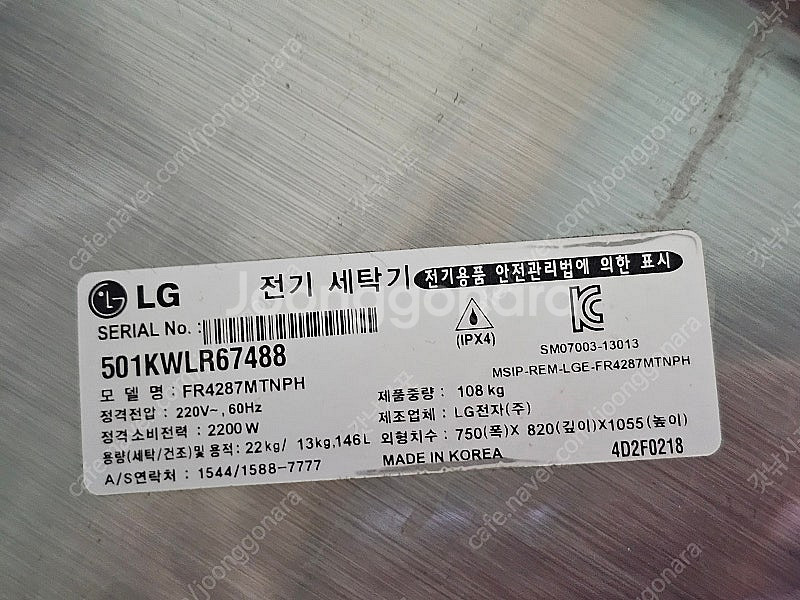 LG 전기 세탁기 전기용품 안전관리법에 의한 표시
SERIAL No. :
501KWLR67488
(IPX4)
SM07003-13013
MSIP-REM-LGE-FR4287MTNPH
모 델 명 : FR4287MTNPH
정격전압 : 220V~, 60Hz
정격소비전력 : 2200 W
용량(세탁/건조)및 용적: 22kg/ 13kg,146L
A/S연락처 : 1544/1588-7777
제품중량 : 108 kg
제조업체 : LG전자(주)
외형치수 : 750(폭)X 820(깊이)X1055(높이)
MADE IN KOREA
4D2F0218
Joonggonara
cafe.naver.com/joonggonara